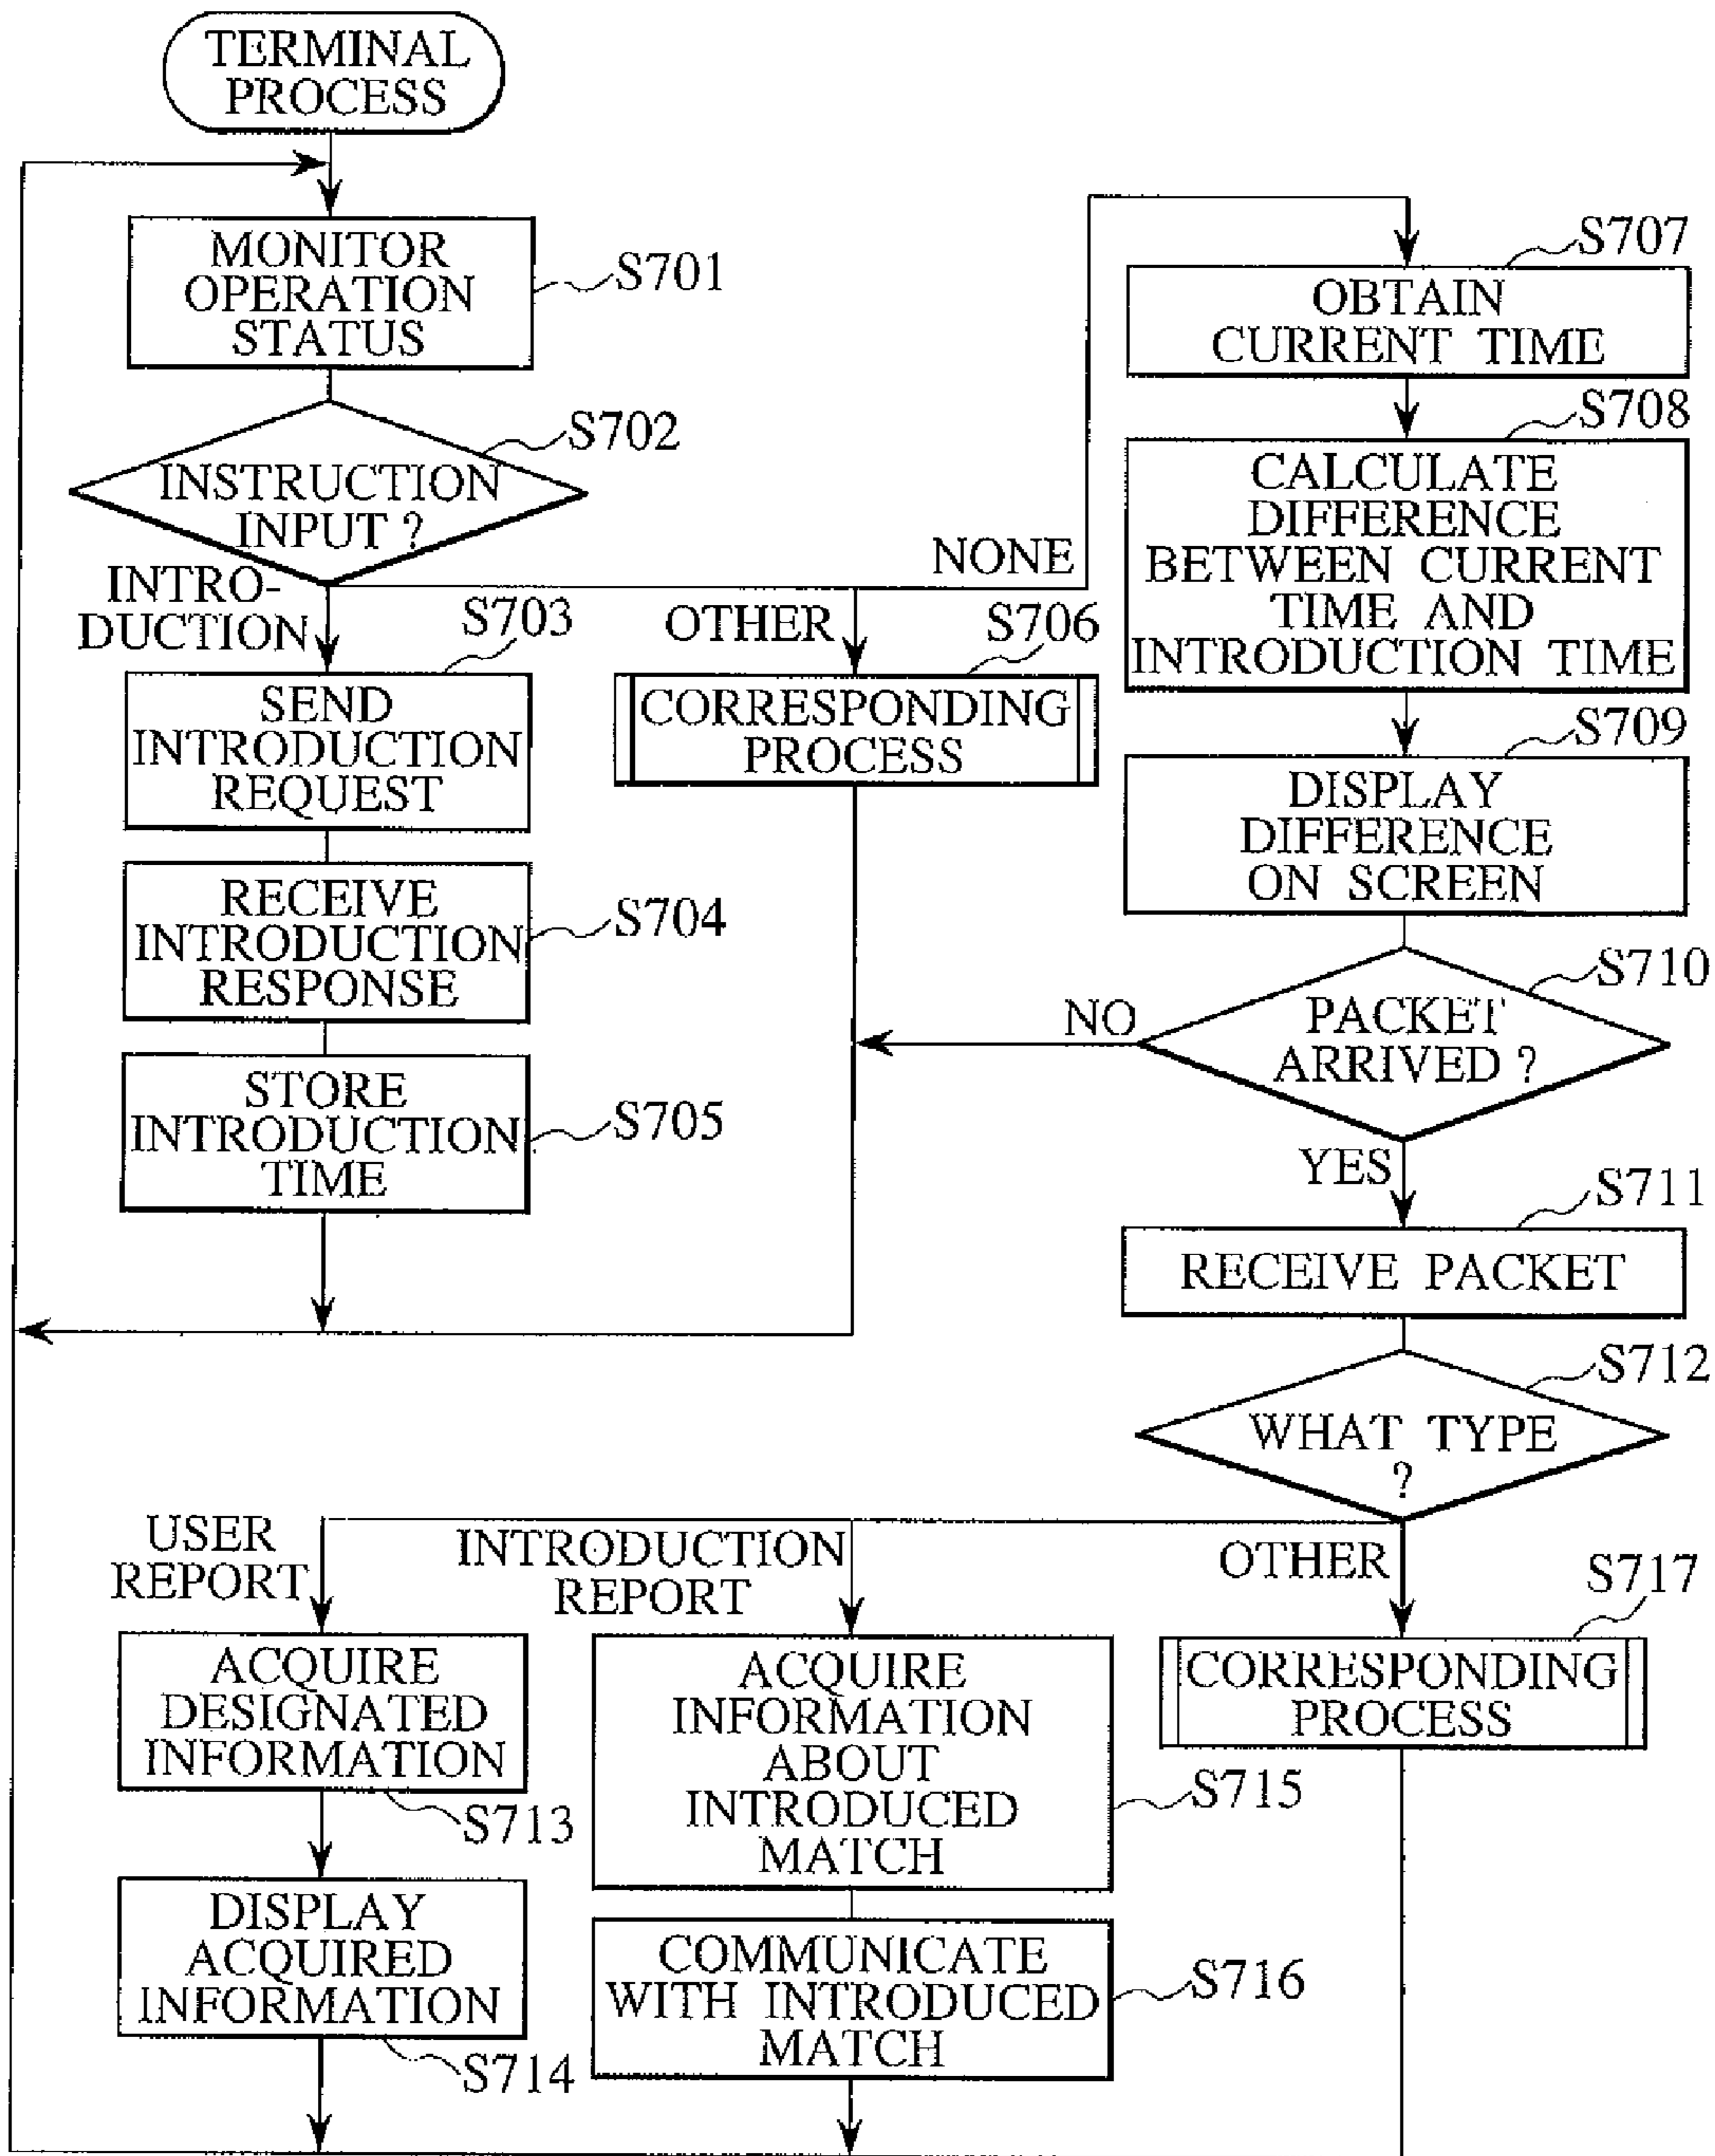 TERMINAL
PROCESS
MONITOR
OPERATION
STATUS
S701
INSTRUCTION
INPUT ?
S702
INTRO-
DUCTION
OTHER
NONE
SEND
INTRODUCTION
REQUEST
S703
RECEIVE
INTRODUCTION
RESPONSE
S704
STORE
INTRODUCTION
TIME
S705
CORRESPONDING
PROCESS
S706
OBTAIN
CURRENT TIME
S707
CALCULATE
DIFFERENCE
BETWEEN CURRENT
TIME AND
INTRODUCTION TIME
S708
DISPLAY
DIFFERENCE
ON SCREEN
S709
PACKET
ARRIVED ?
S710
NO
YES
RECEIVE PACKET
S711
WHAT TYPE
?
S712
USER
REPORT
INTRODUCTION
REPORT
OTHER
ACQUIRE
DESIGNATED
INFORMATION
S713
DISPLAY
ACQUIRED
INFORMATION
S714
ACQUIRE
INFORMATION
ABOUT
INTRODUCED
MATCH
S715
COMMUNICATE
WITH INTRODUCED
MATCH
S716
CORRESPONDING
PROCESS
S717